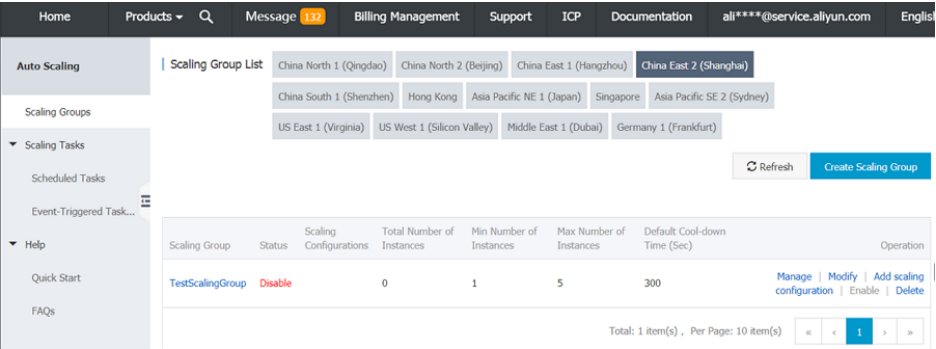 Home Products Message 132 Billing Management Support ICP Documentation ali****@service.aliyun.com English
Auto Scaling
Scaling Groups
Scaling Tasks
Scheduled Tasks
Event-Triggered Task...
Help
Quick Start
FAQs
Scaling Group List China North 1 (Qingdao) China North 2 (Beijing) China East 1 (Hangzhou) China East 2 (Shanghai)
China South 1 (Shenzhen) Hong Kong Asia Pacific NE 1 (Japan) Singapore Asia Pacific SE 2 (Sydney)
US East 1 (Virginia) US West 1 (Silicon Valley) Middle East 1 (Dubai) Germany 1 (Frankfurt)
Refresh Create Scaling Group
Scaling Total Number of Min Number of Max Number of Default Cool-down
Scaling Group Status Configurations Instances Instances Instances Time (Sec) Operation
TestScalingGroup Disable 0 1 5 300 Manage | Modify | Add scaling
configuration | Enable | Delete
Total: 1 item(s) , Per Page: 10 item(s) « ‹ 1 › »